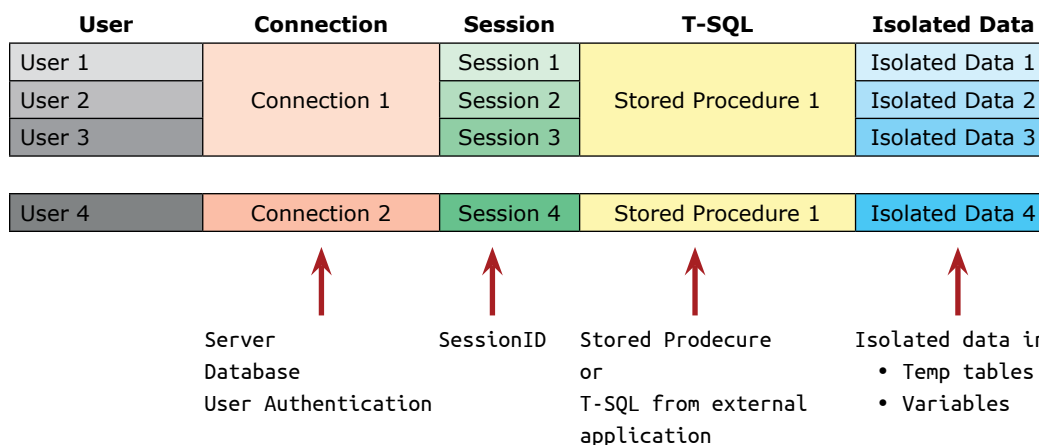 User Connection Session T-SQL Isolated Data
User 1 Session 1 Isolated Data 1
User 2 Connection 1 Session 2 Stored Procedure 1 Isolated Data 2
User 3 Session 3 Isolated Data 3
User 4 Connection 2 Session 4 Stored Procedure 1 Isolated Data 4
Server
Database
User Authentication
SessionID
Stored Prodecure
or
T-SQL from external
application
Isolated data in
• Temp tables
• Variables